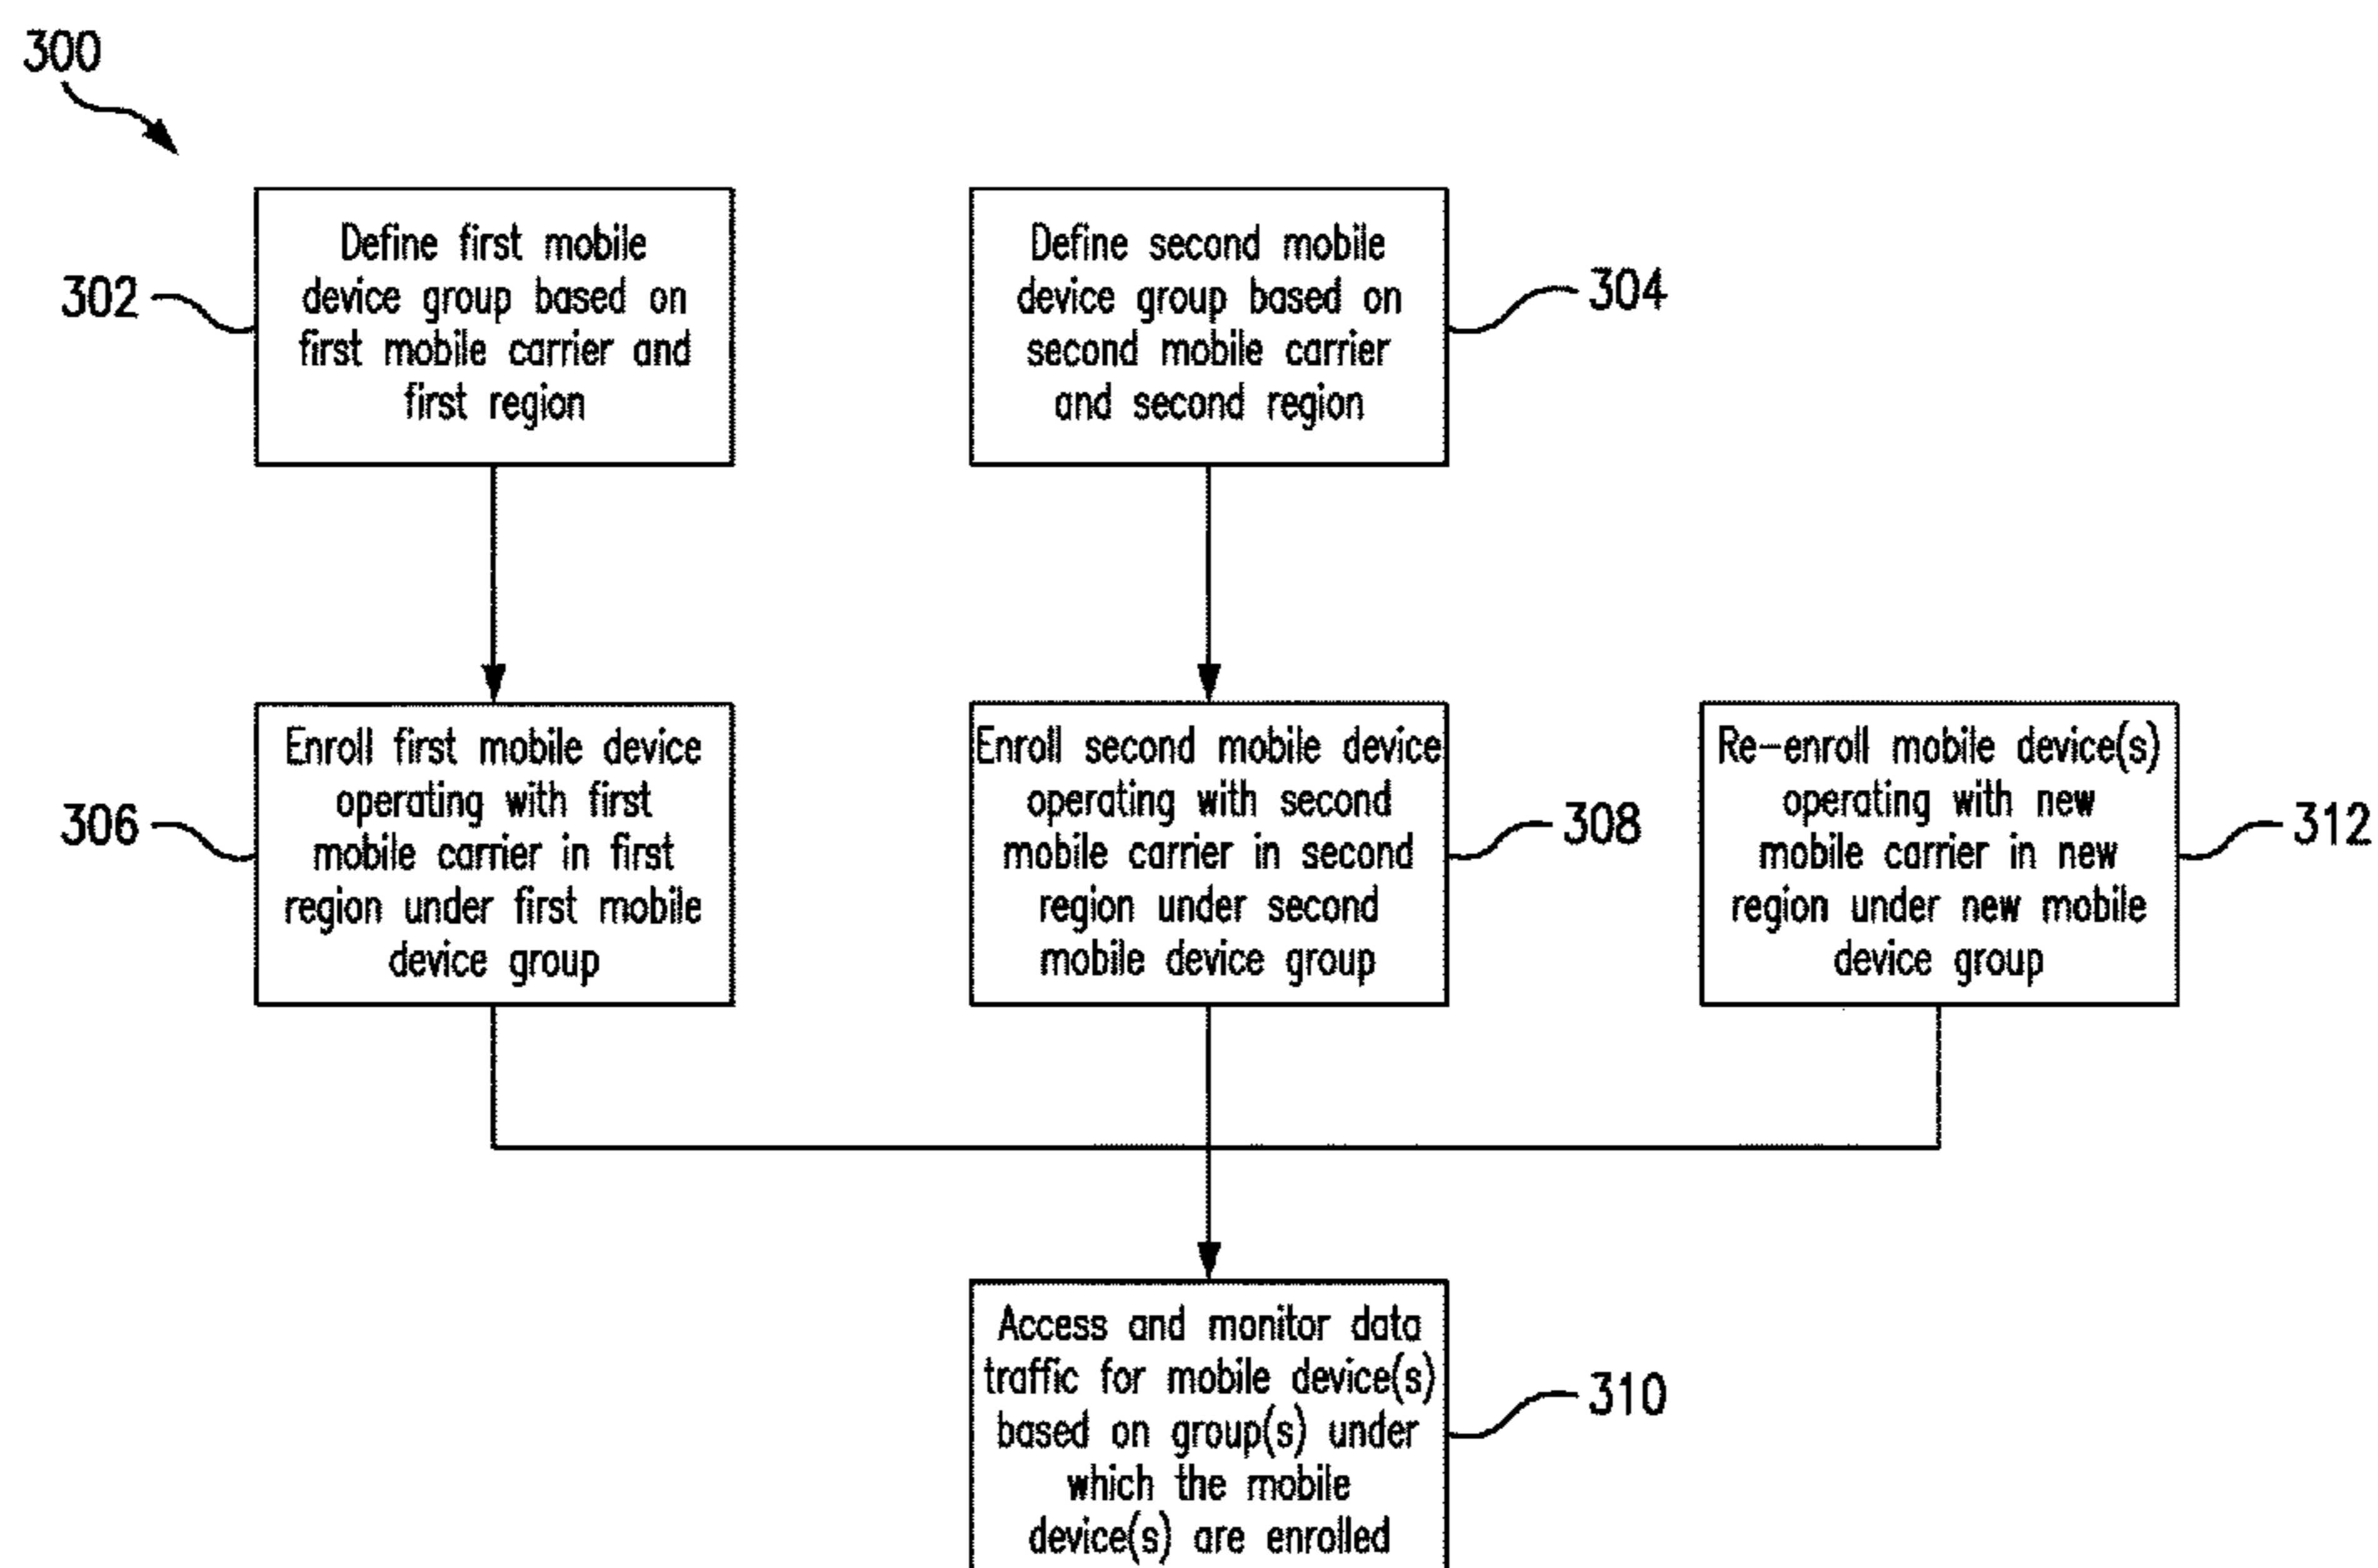 300
302
Define first mobile
device group based on
first mobile carrier and
first region
Define second mobile
device group based on
second mobile carrier
and second region
304
306
Enroll first mobile device
operating with first
mobile carrier in first
region under first mobile
device group
Enroll second mobile device
operating with second
mobile carrier in second
region under second
mobile device group
308
Re-enroll mobile device(s)
operating with new
mobile carrier in new
region under new mobile
device group
312
Access and monitor data
traffic for mobile device(s)
based on group(s) under
which the mobile
device(s) are enrolled
310